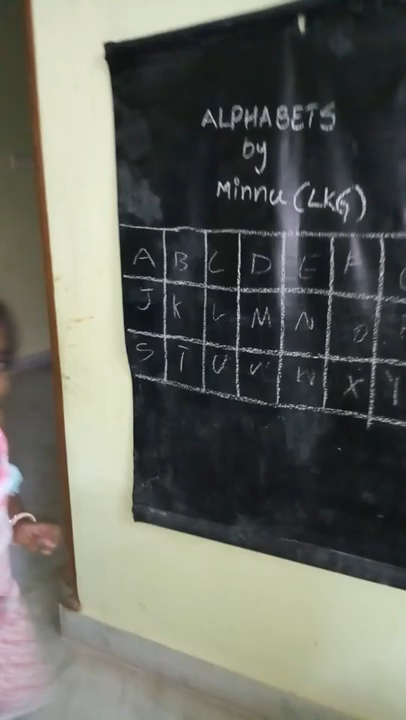 ALPHABETS
by
Minnu (LKG)
A B C D E F
J K L M N O
S T U V W X Y